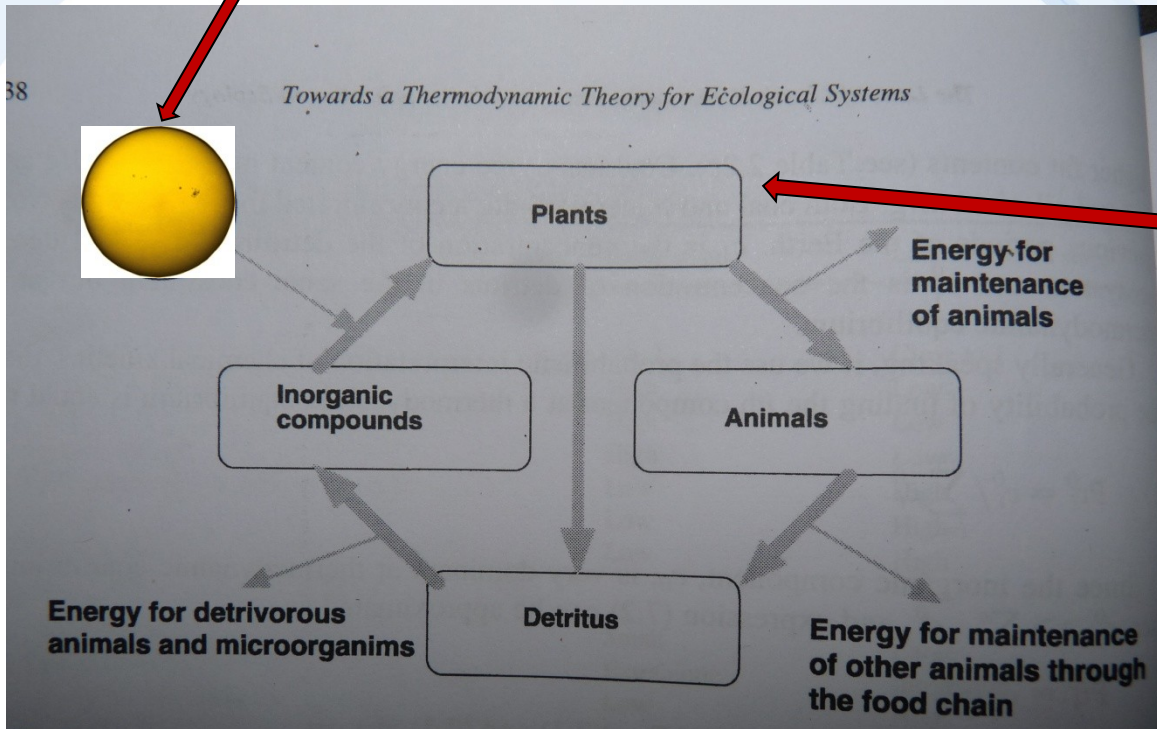 38
Towards a Thermodynamic Theory for Ecological Systems
Plants
Energy for
maintenance
of animals
Inorganic
compounds
Animals
Detritus
Energy for detrivorous
animals and microorganims
Energy for maintenance
of other animals through
the food chain